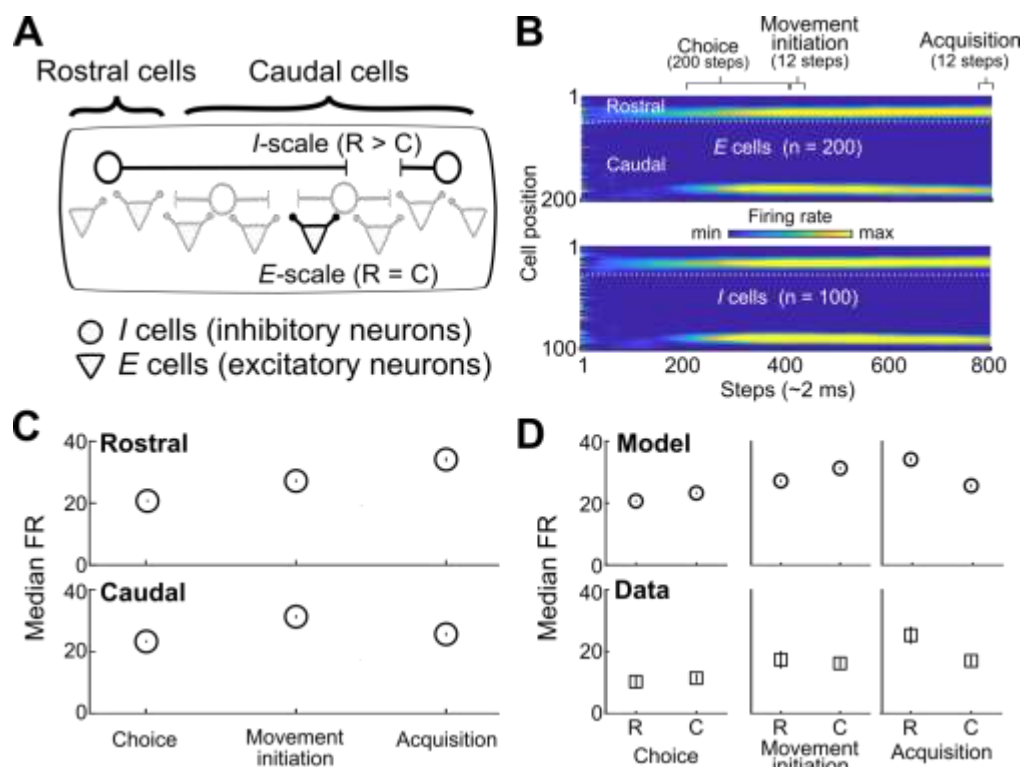 A
Rostral cells
Caudal cells
I-scale (R > C)
E-scale (R = C)
I cells (inhibitory neurons)
E cells (excitatory neurons)
B
Choice
(200 steps)
Movement
initiation
(12 steps)
Acquisition
(12 steps)
1
Rostral
E cells (n = 200)
Caudal
200
Firing rate
min
max
Cell position
1
I cells (n = 100)
100
1
200
400
600
800
Steps (~2 ms)
C
40
Rostral
20
0
40
Caudal
20
0
Median FR
Choice
Movement
initiation
Acquisition
D
40
Model
20
0
40
Data
20
0
Median FR
R
C
R
C
R
C
Choice
Movement
initiation
Acquisition